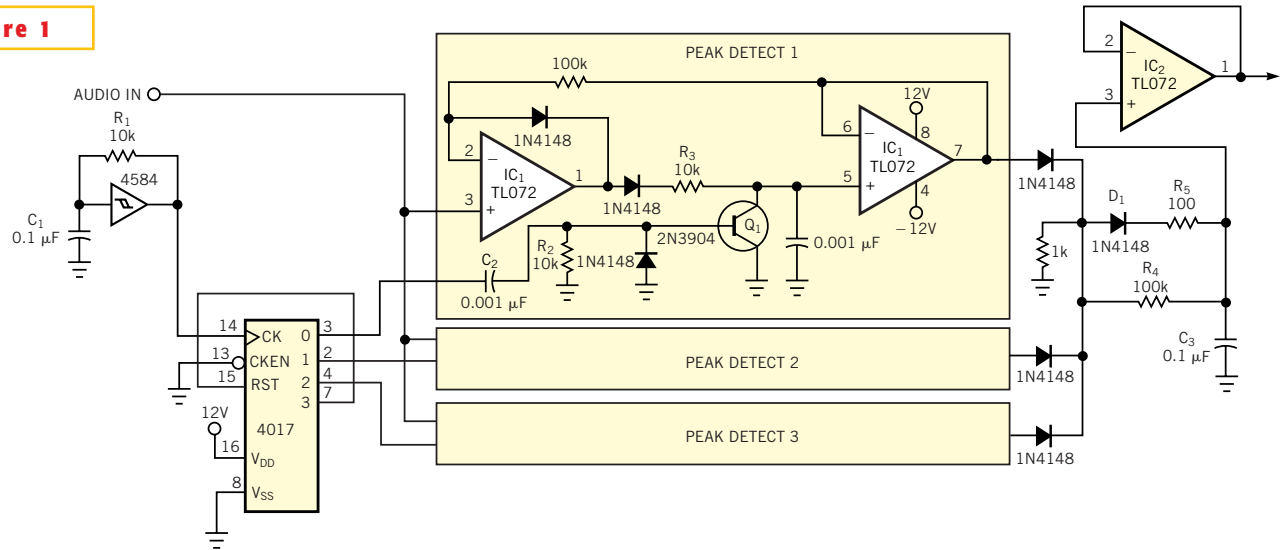 re 1
PEAK DETECT 1
AUDIO IN
R1
10k
4584
C1
0.1 µF
100k
1N4148
2
3
IC1
TL072
1
1N4148
R3
10k
6
5
IC1
TL072
12V
8
7
4
–12V
R2
10k
1N4148
2N3904
Q1
0.001 µF
C2
0.001 µF
2
3
IC2
TL072
1
1N4148
D1
1N4148
R5
100
1k
R4
100k
C3
0.1 µF
14
CK
0
3
13
CKEN
1
2
15
RST
2
4
3
7
12V
16
4017
VDD
8
VSS
PEAK DETECT 2
1N4148
PEAK DETECT 3
1N4148